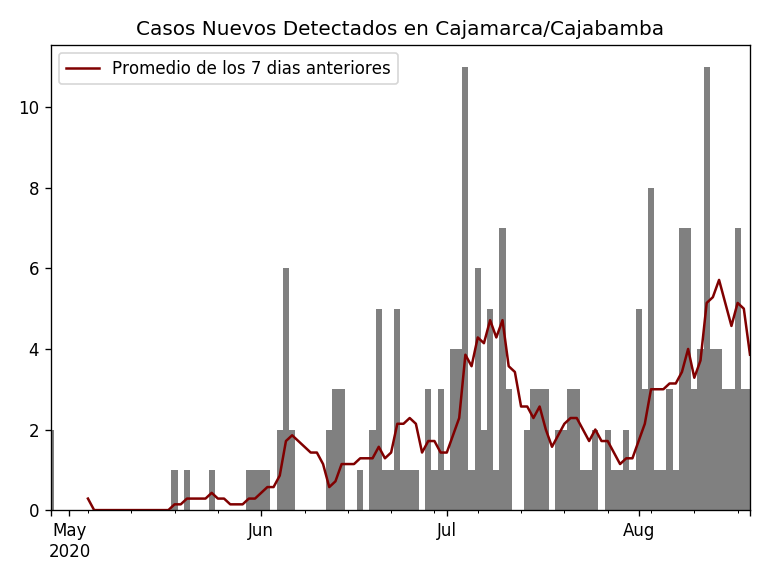 Casos Nuevos Detectados en Cajamarca/Cajabamba
Promedio de los 7 dias anteriores
10
8
6
4
2
0
May Jun Jul Aug
2020